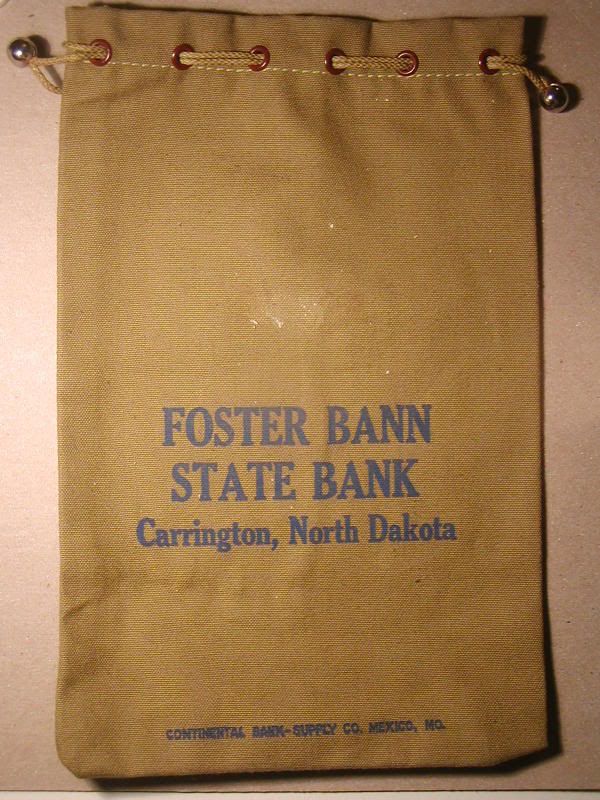 FOSTER BANN
STATE BANK
Carrington, North Dakota
CONTINENTAL BANK-SUPPLY CO. MEXICO, MO.